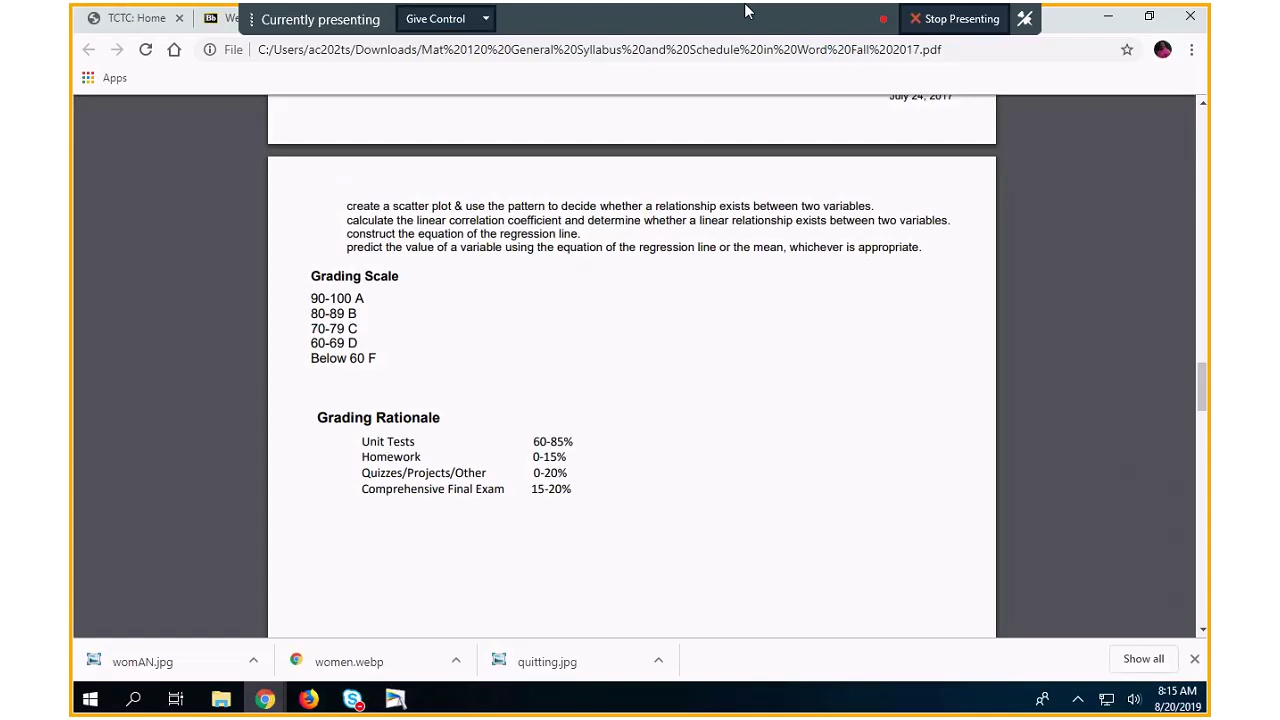 TCTC: Home
We
Currently presenting
Give Control
Stop Presenting
File
C:/Users/ac202ts/Downloads/Mat%20120%20General%20Syllabus%20and%20Schedule%20in%20Word%20Fall%202017.pdf
Apps
July 24, 2017
create a scatter plot & use the pattern to decide whether a relationship exists between two variables.
calculate the linear correlation coefficient and determine whether a linear relationship exists between two variables.
construct the equation of the regression line.
predict the value of a variable using the equation of the regression line or the mean, whichever is appropriate.
Grading Scale
90-100 A
80-89 B
70-79 C
60-69 D
Below 60 F
Grading Rationale
Unit Tests 60-85%
Homework 0-15%
Quizzes/Projects/Other 0-20%
Comprehensive Final Exam 15-20%
womAN.jpg
women.webp
quitting.jpg
Show all
8:15 AM
8/20/2019